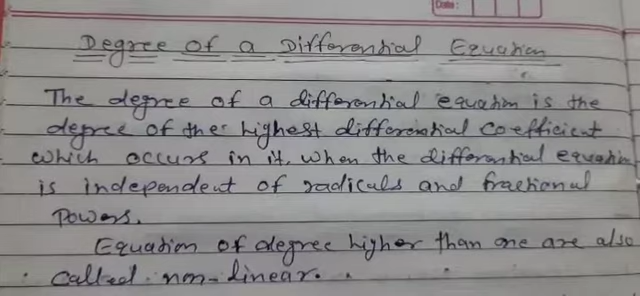 Date :
Degree of a Differential Equation
The degree of a differential equation is the
degree of the highest differential coefficient
which occurs in it, when the differential equation
is independent of radicals and fractional
powers.
Equation of degree higher than one are also
called non-linear.